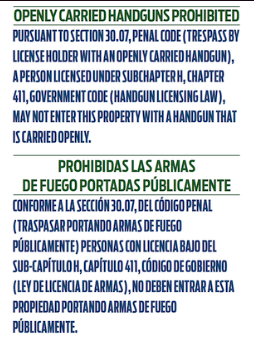 OPENLY CARRIED HANDGUNS PROHIBITED
PURSUANT TO SECTION 30.07, PENAL CODE (TRESPASS BY
LICENSE HOLDER WITH AN OPENLY CARRIED HANDGUN),
A PERSON LICENSED UNDER SUBCHAPTER H, CHAPTER
411, GOVERNMENT CODE (HANDGUN LICENSING LAW),
MAY NOT ENTER THIS PROPERTY WITH A HANDGUN THAT
IS CARRIED OPENLY.
PROHIBIDAS LAS ARMAS
DE FUEGO PORTADAS PÚBLICAMENTE
CONFORME A LA SECCIÓN 30.07, DEL CÓDIGO PENAL
(TRASPASAR PORTANDO ARMAS DE FUEGO
PÚBLICAMENTE) PERSONAS CON LICENCIA BAJO DEL
SUB-CAPÍTULO H, CAPÍTULO 411, CÓDIGO DE GOBIERNO
(LEY DE LICENCIA DE ARMAS), NO DEBEN ENTRAR A ESTA
PROPIEDAD PORTANDO ARMAS DE FUEGO
PÚBLICAMENTE.